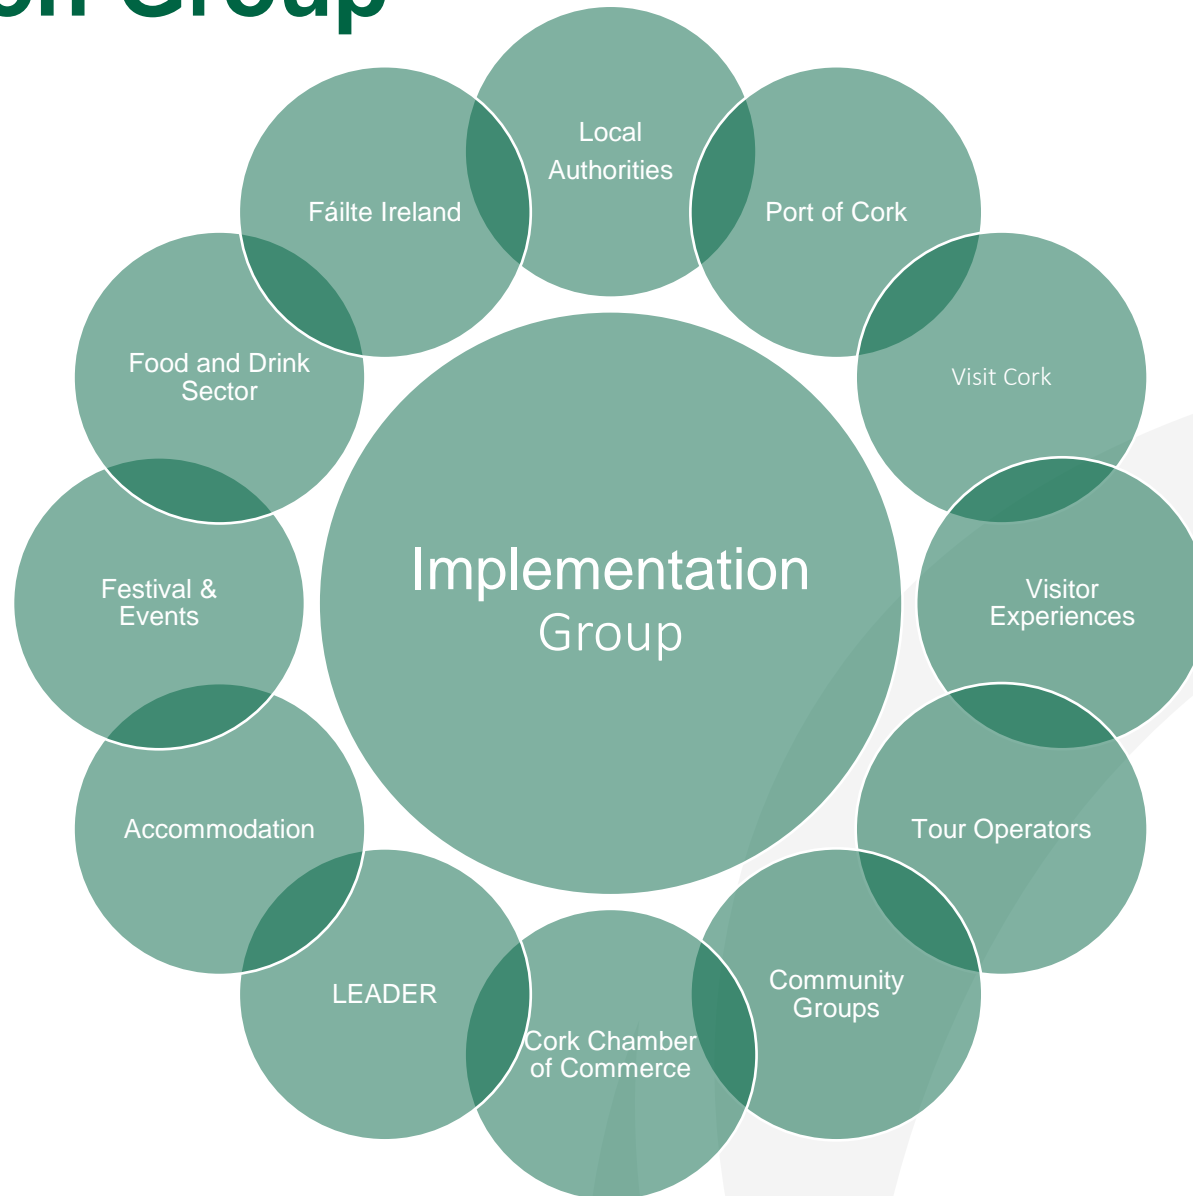 on Group
Local
Authorities
Port of Cork
Visit Cork
Visitor
Experiences
Tour Operators
Community
Groups
Cork Chamber
of Commerce
LEADER
Accommodation
Festival &
Events
Food and Drink
Sector
Fáilte Ireland
Implementation
Group